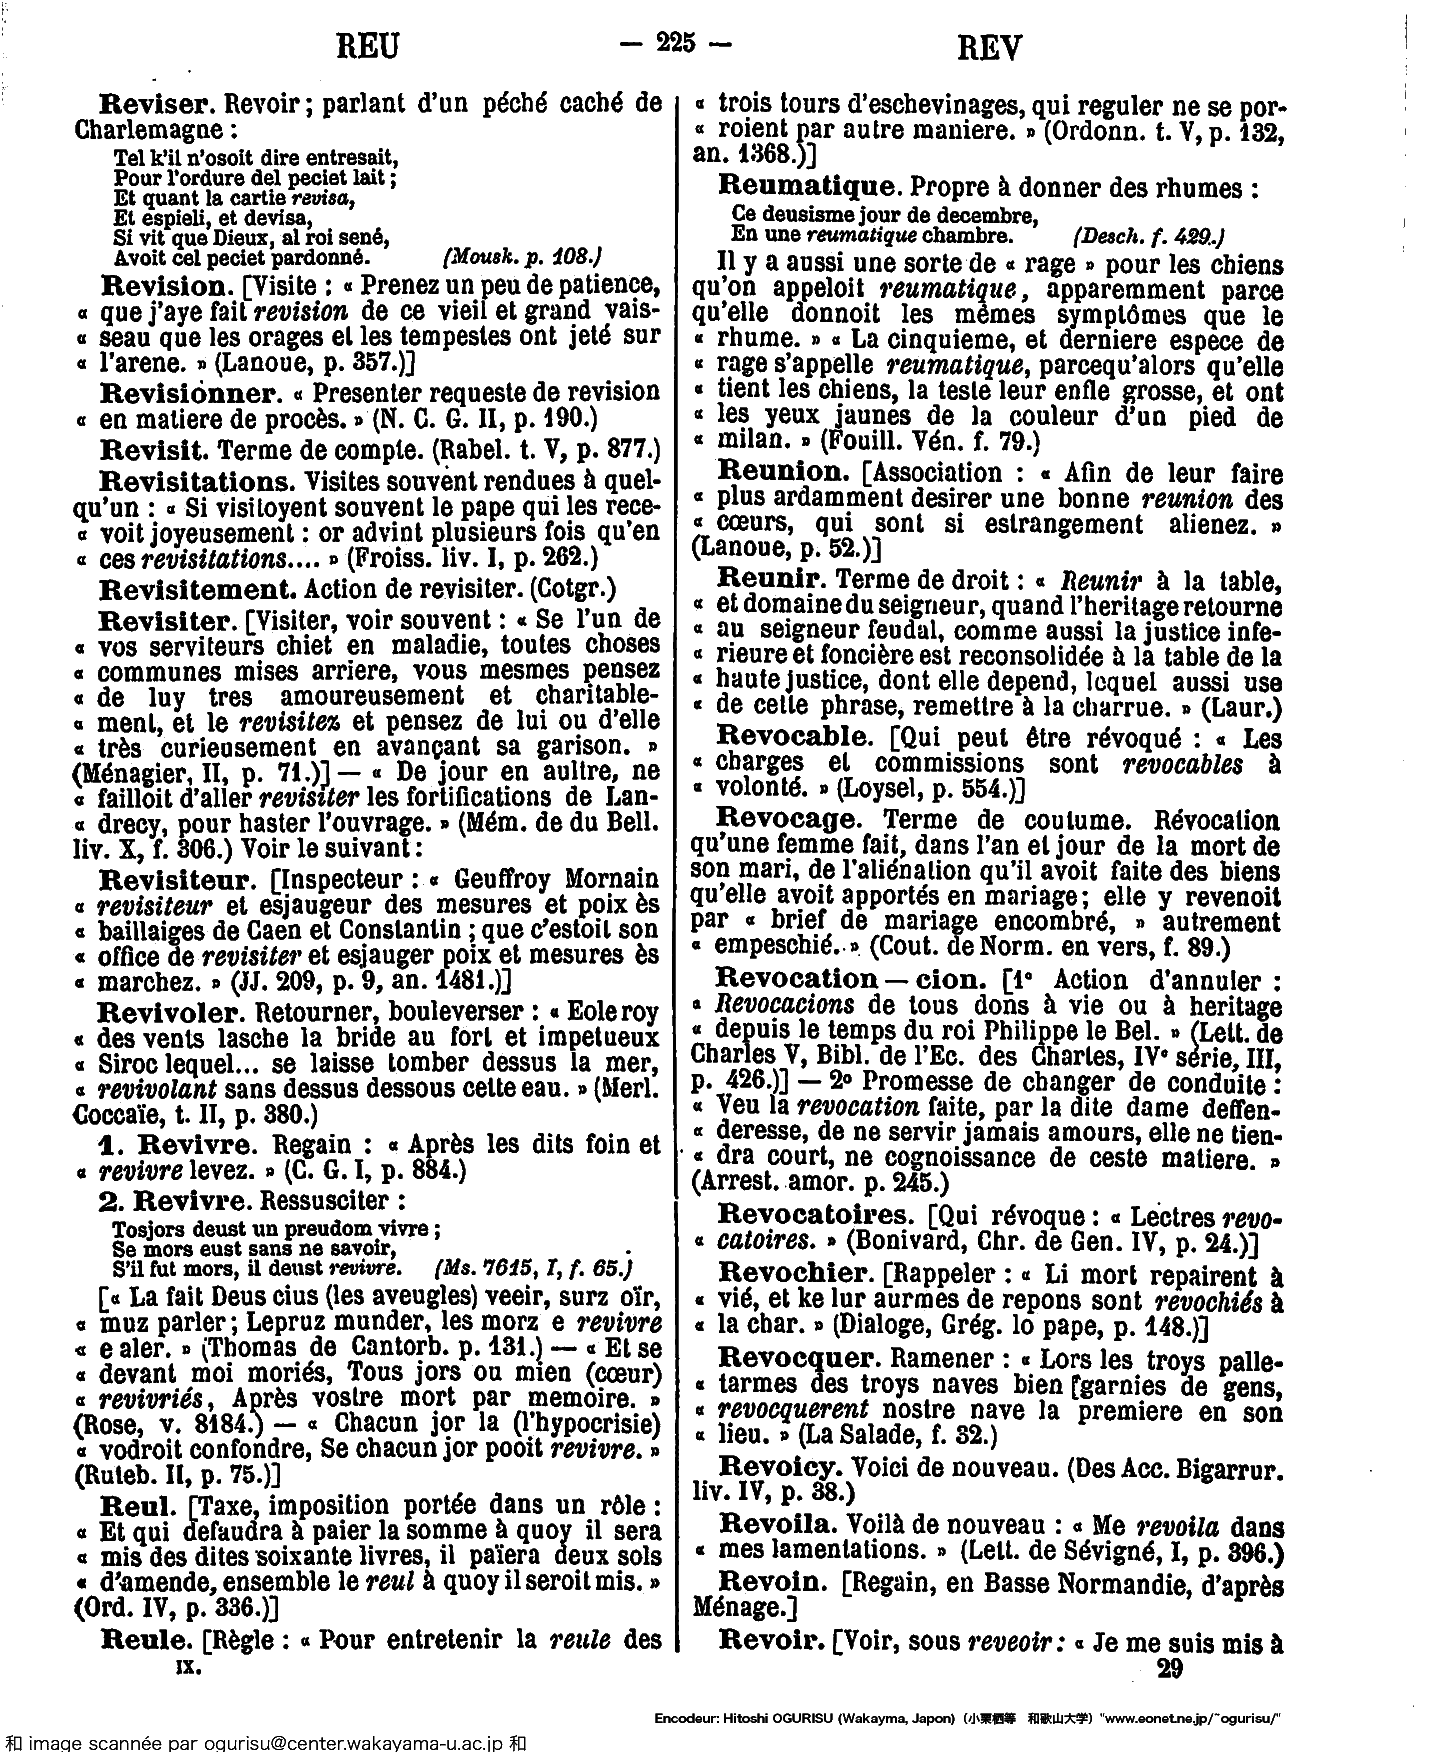 REU
— 225 —
REV
Reviser. Revoir ; parlant d'un péché caché de
Charlemagne :
Tel k'il n'osoit dire entresait,
Pour l'ordure del peciet lait ;
Et quant la cartie revisa,
Et espieli, et devisa,
Si vit que Dieux, al roi sené,
Avoit cel peciet pardonné. (Mousk. p. 108.)
Revision. [Visite : « Prenez un peu de patience,
« que j'aye fait revision de ce vieil et grand vais-
« seau que les orages et les tempestes ont jeté sur
« l'arene. » (Lanoue, p. 357.)]
Revisionner. « Presenter requeste de revision
« en matiere de procès. » (N. C. G. II, p. 190.)
Revisit. Terme de compte. (Rabel. t. V, p. 877.)
Revisitations. Visites souvent rendues à quel-
qu'un : « Si visitoyent souvent le pape qui les rece-
« voit joyeusement : or advint plusieurs fois qu'en
« ces revisitations.... » (Froiss. liv. I, p. 262.)
Revisitement. Action de revisiter. (Cotgr.)
Revisiter. [Visiter, voir souvent : « Se l'un de
« vos serviteurs chiet en maladie, toutes choses
« communes mises arriere, vous mesmes pensez
« de luy tres amoureusement et charitable-
« ment, et le revisitez et pensez de lui ou d'elle
« très curieusement en avançant sa garison. »
(Ménagier, II, p. 71.)] — « De jour en aultre, ne
« failloit d'aller revisiter les fortifications de Lan-
« drecy, pour haster l'ouvrage. » (Mém. de du Bell.
liv. X, f. 306.) Voir le suivant :
Revisiteur. [Inspecteur : « Geuffroy Mornain
« revisiteur et esjaugeur des mesures et poix ès
« baillaiges de Caen et Constantin ; que c'estoit son
« office de revisiter et esjauger poix et mesures ès
« marchez. » (JJ. 209, p. 9, an. 1481.)]
Revivoler. Retourner, bouleverser : « Eole roy
« des vents lasche la bride au fort et impetueux
« Siroc lequel... se laisse tomber dessus la mer,
« revivolant sans dessus dessous cette eau. » (Merl.
Coccaïe, t. II, p. 380.)
1. Revivre. Regain : « Après les dits foin et
« revivre levez. » (C. G. I, p. 884.)
2. Revivre. Ressusciter :
Tosjors deust un preudom vivre ;
Se mors eust sans ne savoir,
S'il fut mors, il deust revivre. (Ms. 7615, I, f. 65.)
[« La fait Deus cius (les aveugles) veeir, surz oïr,
« muz parler ; Lepruz munder, les morz e revivre
« e aler. » (Thomas de Cantorb. p. 131.) — « Et se
« devant moi moriés, Tous jors ou mien (cœur)
« revivriés, Après vostre mort par memoire. »
(Rose, v. 8184.) — « Chacun jor la (l'hypocrisie)
« vodroit confondre, Se chacun jor pooit revivre. »
(Ruteb. II, p. 75.)]
Reul. [Taxe, imposition portée dans un rôle :
« Et qui defaudra à paier la somme à quoy il sera
« mis des dites soixante livres, il païera deux sols
« d'amende, ensemble le reul à quoy il seroit mis. »
(Ord. IV, p. 336.)]
Reule. [Règle : « Pour entretenir la reule des
IX.
« trois tours d'eschevinages, qui reguler ne se por-
« roient par autre maniere. » (Ordonn. t. V, p. 132,
an. 1368.)]
Reumatique. Propre à donner des rhumes :
Ce deusisme jour de decembre,
En une reumatique chambre. (Desch. f. 429.)
Il y a aussi une sorte de « rage » pour les chiens
qu'on appeloit reumatique, apparemment parce
qu'elle donnoit les mêmes symptômes que le
« rhume. » « La cinquieme, et derniere espece de
« rage s'appelle reumatique, parcequ'alors qu'elle
« tient les chiens, la teste leur enfle grosse, et ont
« les yeux jaunes de la couleur d'un pied de
« milan. » (Fouill. Vén. f. 79.)
Reunion. [Association : « Afin de leur faire
« plus ardamment desirer une bonne reunion des
« cœurs, qui sont si estrangement alienez. »
(Lanoue, p. 52.)]
Reunir. Terme de droit : « Reunir à la table,
« et domaine du seigneur, quand l'heritage retourne
« au seigneur feudal, comme aussi la justice infe-
« rieure et foncière est reconsolidée à la table de la
« haute justice, dont elle depend, lequel aussi use
« de cette phrase, remettre à la charrue. » (Laur.)
Revocable. [Qui peut être révoqué : « Les
« charges et commissions sont revocables à
« volonté. » (Loysel, p. 554.)]
Revocage. Terme de coutume. Révocation
qu'une femme fait, dans l'an et jour de la mort de
son mari, de l'aliénation qu'il avoit faite des biens
qu'elle avoit apportés en mariage ; elle y revenoit
par « brief de mariage encombré, » autrement
« empeschié. » (Cout. de Norm. en vers, f. 89.)
Revocation — cion. [1° Action d'annuler :
« Revocacions de tous dons à vie ou à heritage
« depuis le temps du roi Philippe le Bel. » (Lett. de
Charles V, Bibl. de l'Ec. des Chartes, IVe série, III,
p. 426.)] — 2° Promesse de changer de conduite :
« Veu la revocation faite, par la dite dame deffen-
« deresse, de ne servir jamais amours, elle ne tien-
« dra court, ne cognoissance de ceste matiere. »
(Arrest. amor. p. 245.)
Revocatoires. [Qui révoque : « Lectres revo-
« catoires. » (Bonivard, Chr. de Gen. IV, p. 24.)]
Revochier. [Rappeler : « Li mort repairent à
« vié, et ke lur aurmes de repons sont revochiés à
« la char. » (Dialoge, Grég. lo pape, p. 148.)]
Revocquer. Ramener : « Lors les troys palle-
« tarmes des troys naves bien [garnies de gens,
« revocquerent nostre nave la premiere en son
« lieu. » (La Salade, f. 32.)
Revoicy. Voici de nouveau. (Des Acc. Bigarrur.
liv. IV, p. 38.)
Revoila. Voilà de nouveau : « Me revoila dans
« mes lamentations. » (Lett. de Sévigné, I, p. 396.)
Revoin. [Regain, en Basse Normandie, d'après
Ménage.]
Revoir. [Voir, sous reveoir : « Je me suis mis à
29
Encodeur: Hitoshi OGURISU (Wakayma, Japon) (小栗栖等 和歌山大学) "www.eonet.ne.jp/~ogurisu/"
和 image scannée par ogurisu@center.wakayama-u.ac.jp 和